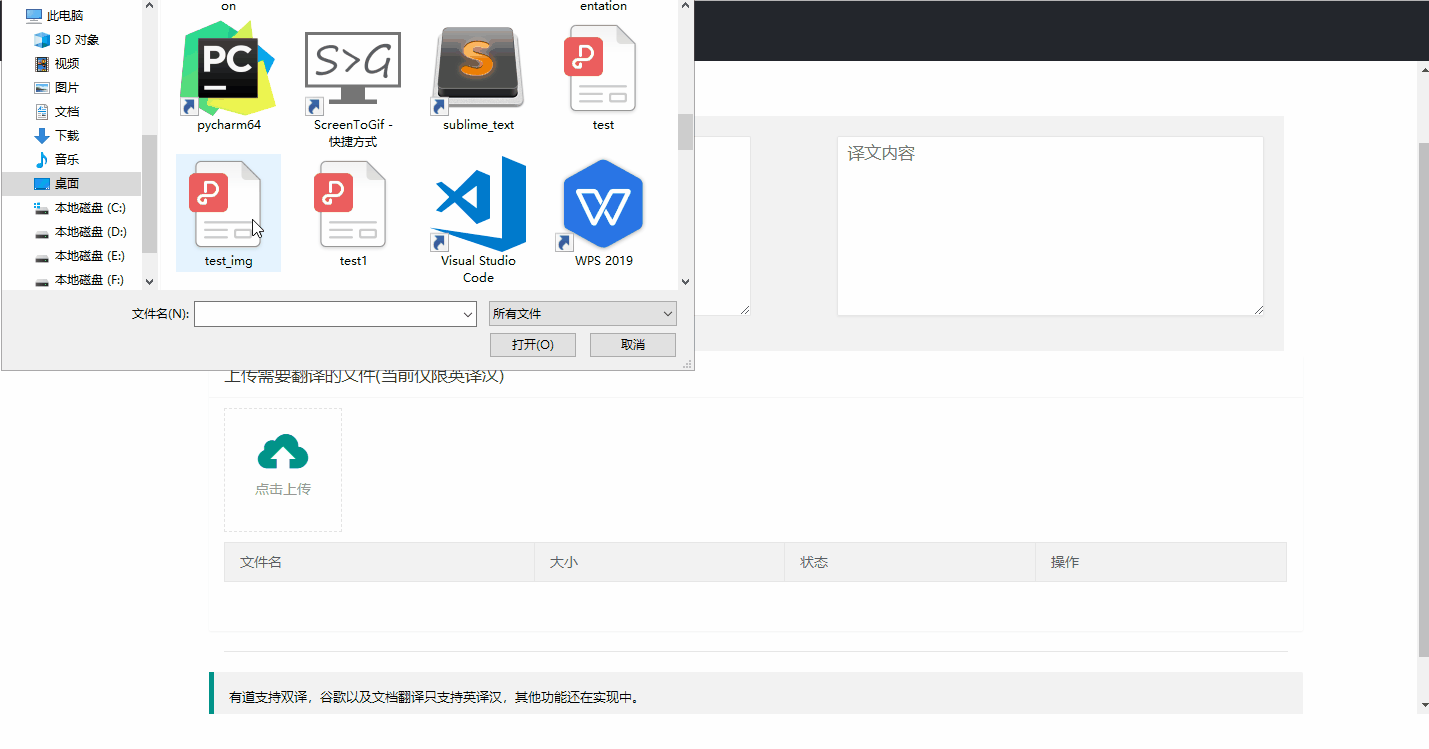 on
entation
此电脑
3D 对象
视频
图片
文档
下载
音乐
桌面
本地磁盘 (C:)
本地磁盘 (D:)
本地磁盘 (E:)
本地磁盘 (F:)
PC
S>G
S
pycharm64
ScreenToGif -
快捷方式
sublime_text
test
test_img
test1
Visual Studio
Code
W
WPS 2019
文件名(N):
所有文件
打开(O)
取消
译文内容
上传需要翻译的文件(当前仅限英译汉)
点击上传
文件名
大小
状态
操作
有道支持双译，谷歌以及文档翻译只支持英译汉，其他功能还在实现中。